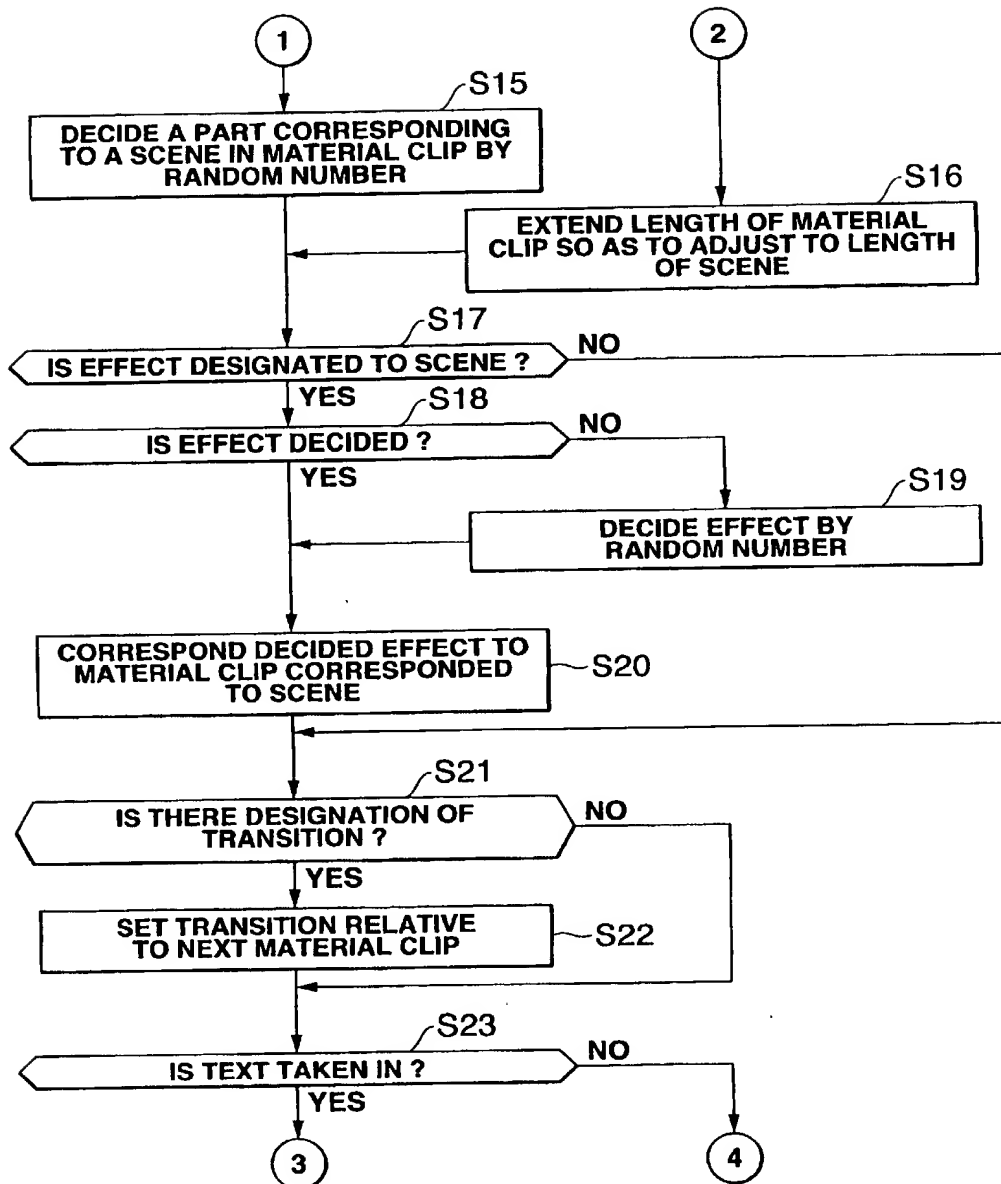 1
2
S15
DECIDE A PART CORRESPONDING
TO A SCENE IN MATERIAL CLIP BY
RANDOM NUMBER
S16
EXTEND LENGTH OF MATERIAL
CLIP SO AS TO ADJUST TO LENGTH
OF SCENE
S17
IS EFFECT DESIGNATED TO SCENE ?
NO
YES
S18
IS EFFECT DECIDED ?
NO
YES
S19
DECIDE EFFECT BY
RANDOM NUMBER
CORRESPOND DECIDED EFFECT TO
MATERIAL CLIP CORRESPONDED
TO SCENE
S20
S21
IS THERE DESIGNATION OF
TRANSITION ?
NO
YES
SET TRANSITION RELATIVE
TO NEXT MATERIAL CLIP
S22
S23
IS TEXT TAKEN IN ?
NO
YES
3
4